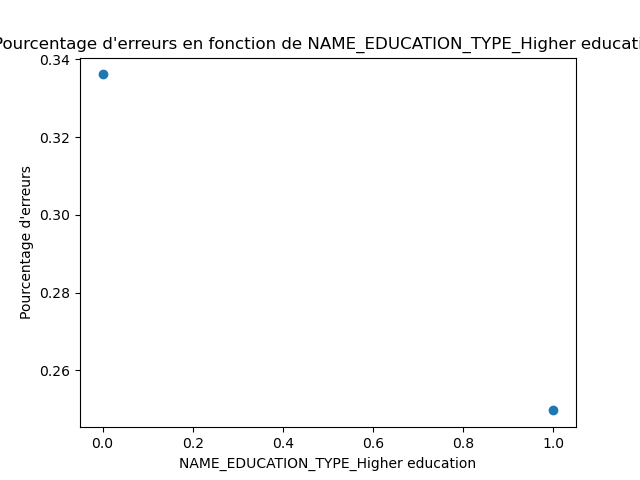 Pourcentage d'erreurs en fonction de NAME_EDUCATION_TYPE_Higher educati
0.34
0.32
0.30
0.28
0.26
Pourcentage d'erreurs
0.0 0.2 0.4 0.6 0.8 1.0
NAME_EDUCATION_TYPE_Higher education